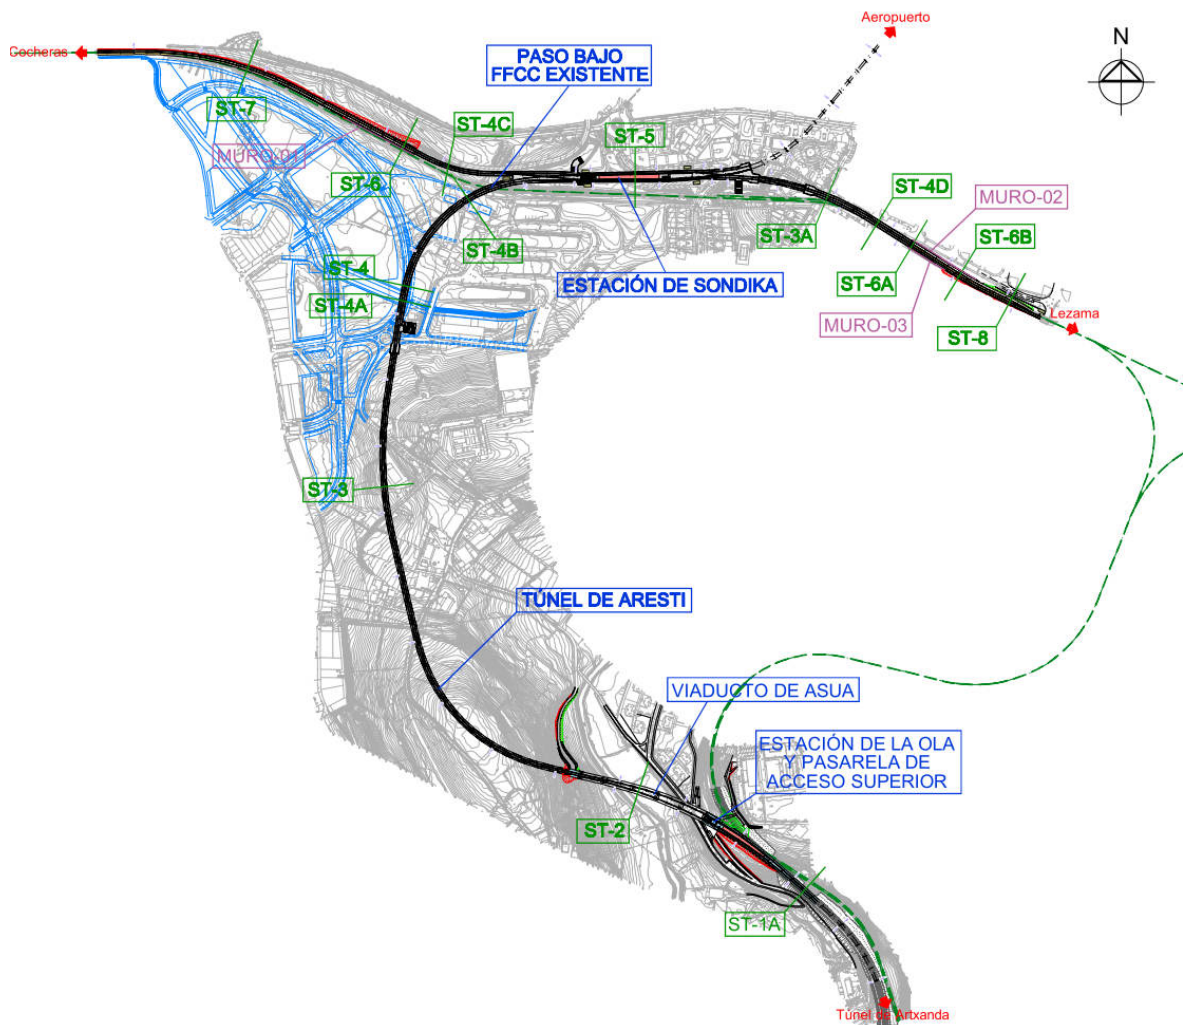 Aeropuerto
N
Cocheras
PASO BAJO
FFCC EXISTENTE
ST-7
ST-4C
ST-5
MURO-01
ST-6
ST-4D
MURO-02
ST-4B
ST-3A
ST-6B
ST-4
ESTACIÓN DE SONDIKA
ST-6A
ST-4A
MURO-03
Lezama
ST-8
ST-3
TÚNEL DE ARESTI
VIADUCTO DE ASUA
ESTACIÓN DE LA OLA
Y PASARELA DE
ACCESO SUPERIOR
ST-2
ST-1A
Túnel de Artxanda